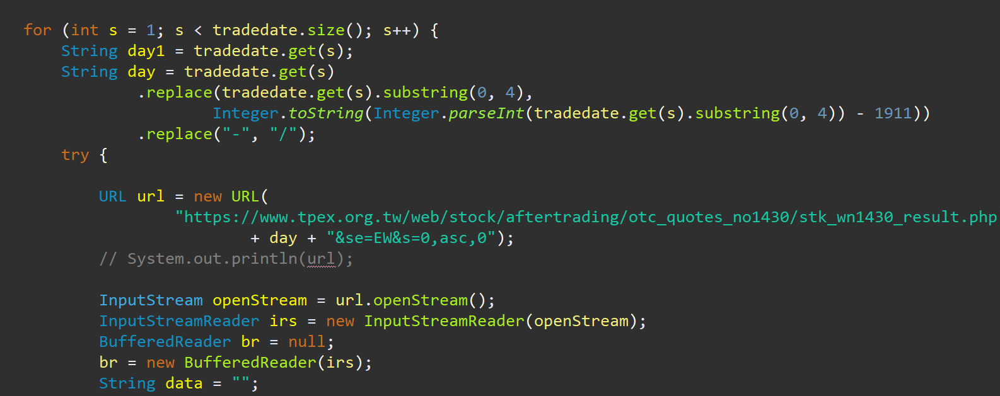 for (int s = 1; s < tradedate.size(); s++) {
String day1 = tradedate.get(s);
String day = tradedate.get(s)
.replace(tradedate.get(s).substring(0, 4),
Integer.toString(Integer.parseInt(tradedate.get(s).substring(0, 4)) - 1911))
.replace("-", "/");
try {
URL url = new URL(
"https://www.tpex.org.tw/web/stock/aftertrading/otc_quotes_no1430/stk_wn1430_result.php
+ day + "&se=EW&s=0,asc,0");
// System.out.println(url);
InputStream openStream = url.openStream();
InputStreamReader irs = new InputStreamReader(openStream);
BufferedReader br = null;
br = new BufferedReader(irs);
String data = "";